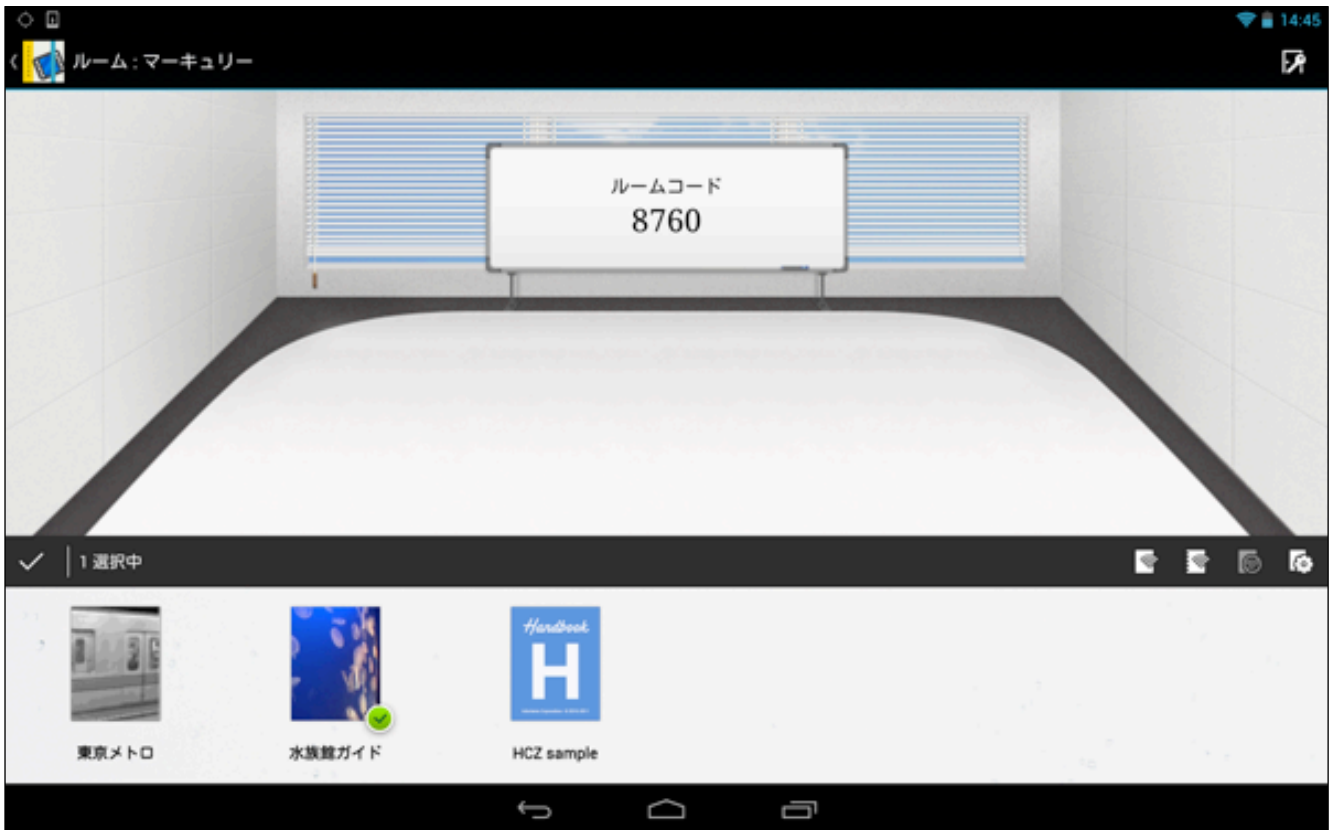 14:45
ルーム : マーキュリー
ルームコード
8760
1 選択中
Handbook
H
東京メトロ
水族館ガイド
HCZ sample